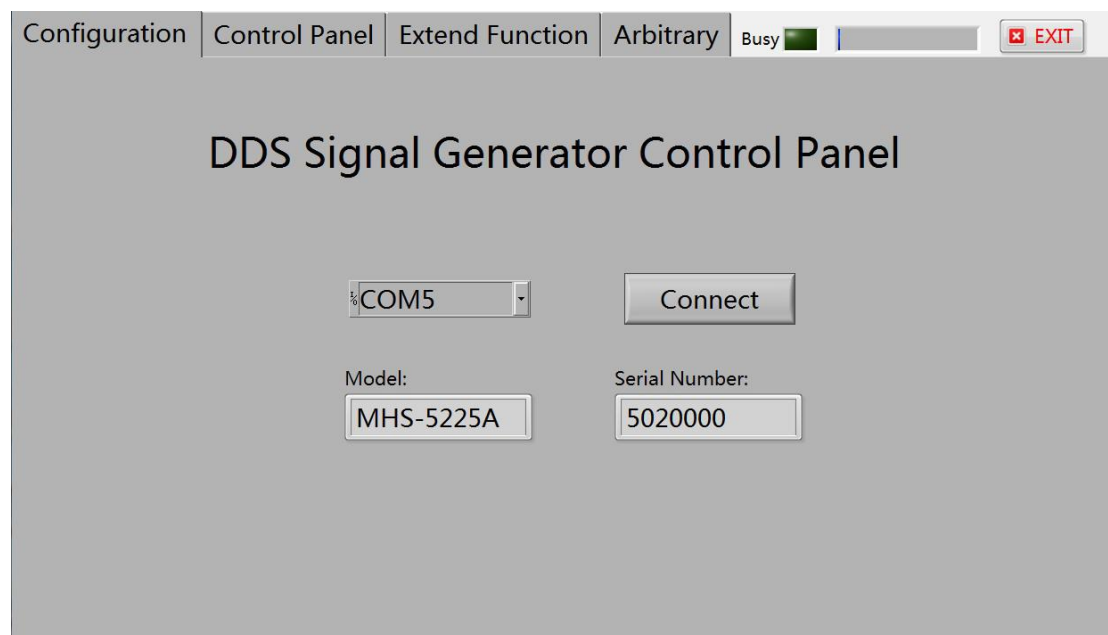 Configuration Control Panel Extend Function Arbitrary Busy EXIT
DDS Signal Generator Control Panel
COM5 Connect
Model: Serial Number:
MHS-5225A 5020000